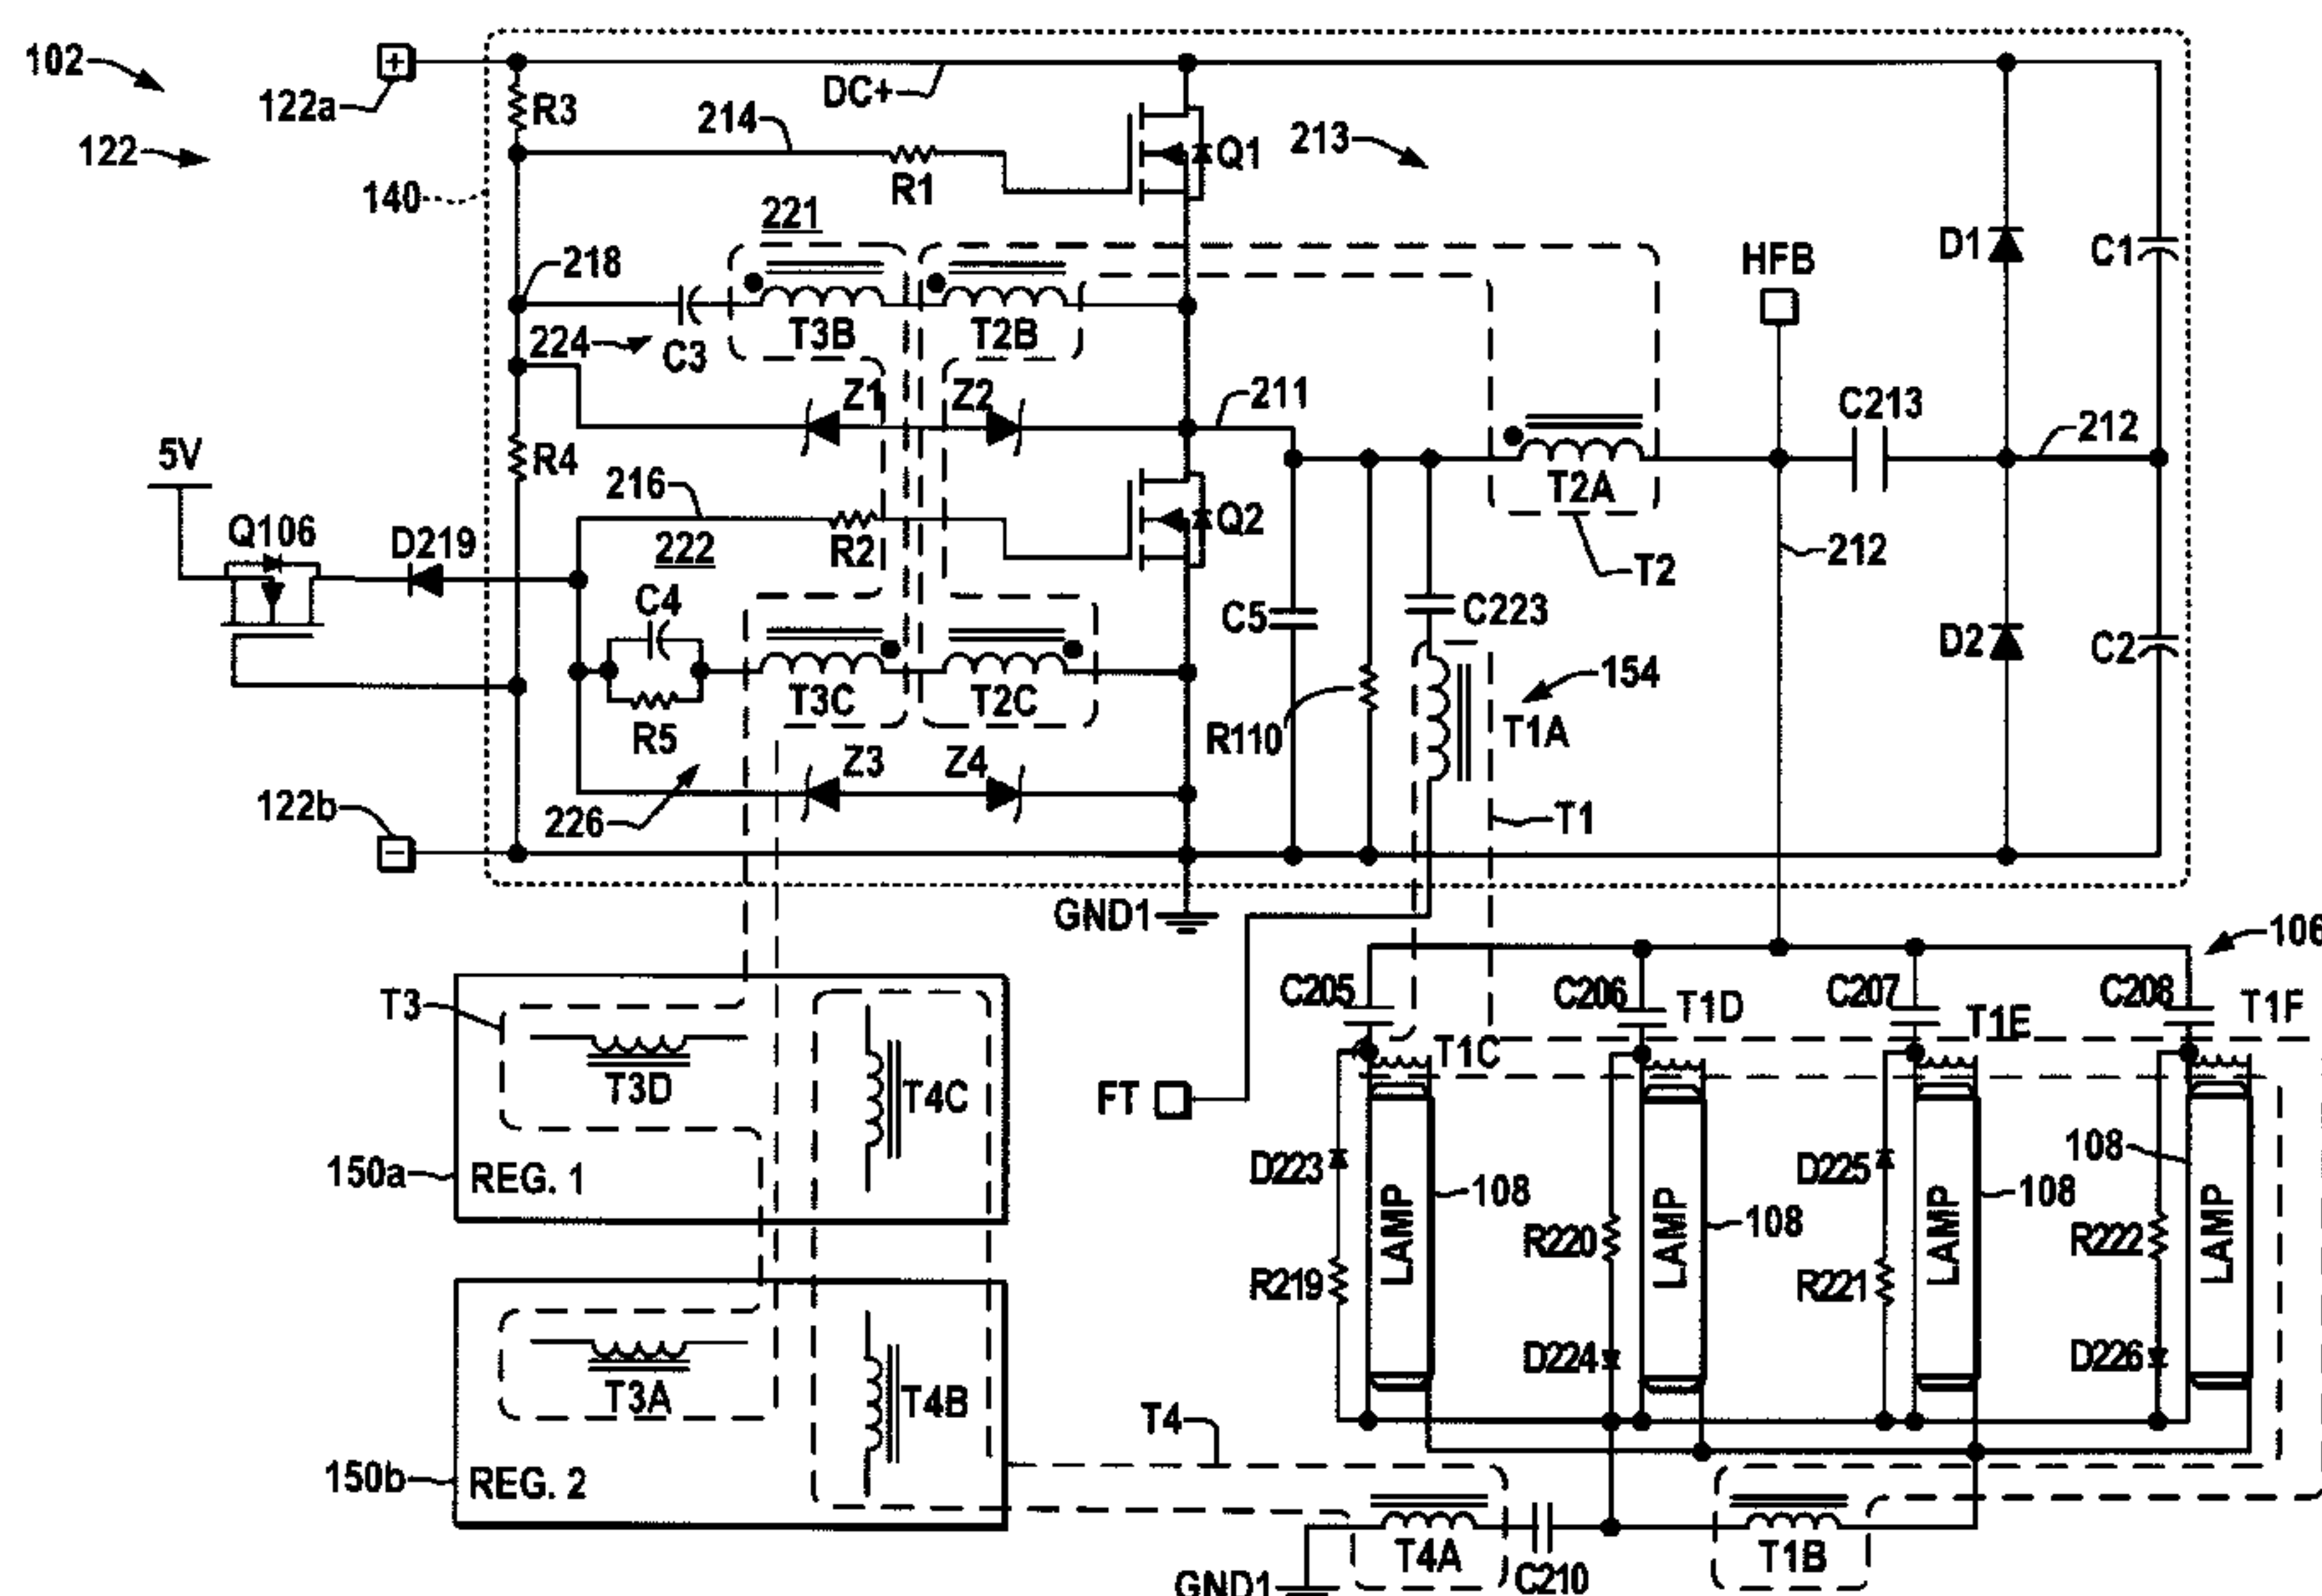 102
122a
+
R3
DC+
214
Q1
213
122
140
R1
221
218
D1
C1
HFB
T3B
T2B
224
C3
Z1
Z2
211
C213
212
5V
R4
T2A
216
Q106
D219
222
R2
Q2
212
T2
C4
C5
C223
D2
C2
154
T3C
T2C
R5
R110
T1A
Z3
Z4
122b
226
T1
−
GND1
106
T3
C205
C206
T1D
C207
C208
T1F
T1E
T1C
T3D
T4C
FT
150a
REG. 1
D223
LAMP
108
R220
LAMP
108
D225
LAMP
108
108
LAMP
R219
R221
R222
D224
D226
T3A
T4B
T4
150b
REG. 2
T4A
C210
T1B
GND1